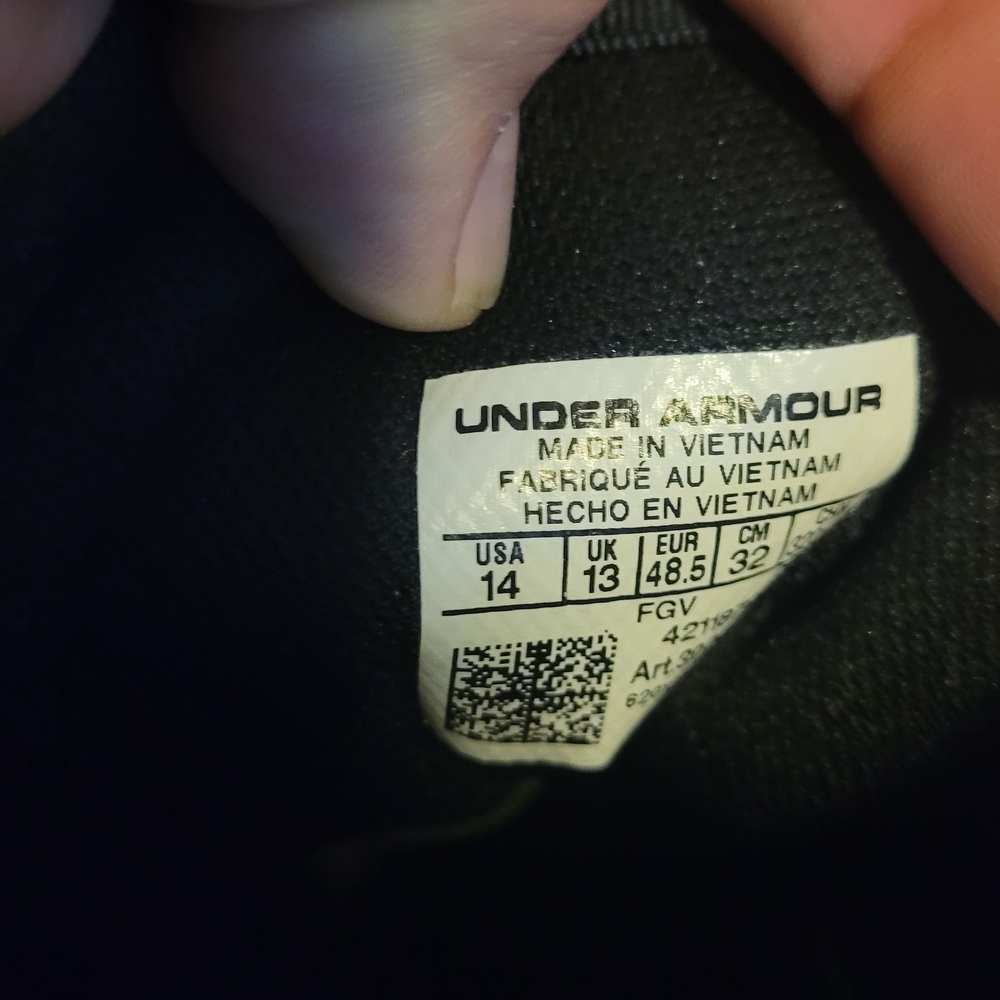 UNDER ARMOUR
MADE IN VIETNAM
FABRIQUÉ AU VIETNAM
HECHO EN VIETNAM
USA UK EUR CM
14 13 48.5 32
FGV
Art.